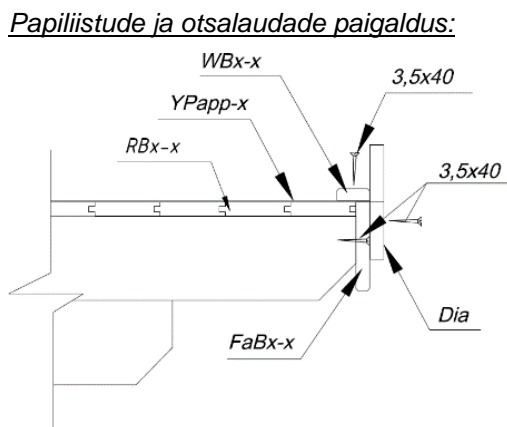 Papiliistude ja otsalaudade paigaldus:
WBx-x
3,5x40
YPapp-x
RBx-x
3,5x40
Dia
FaBx-x